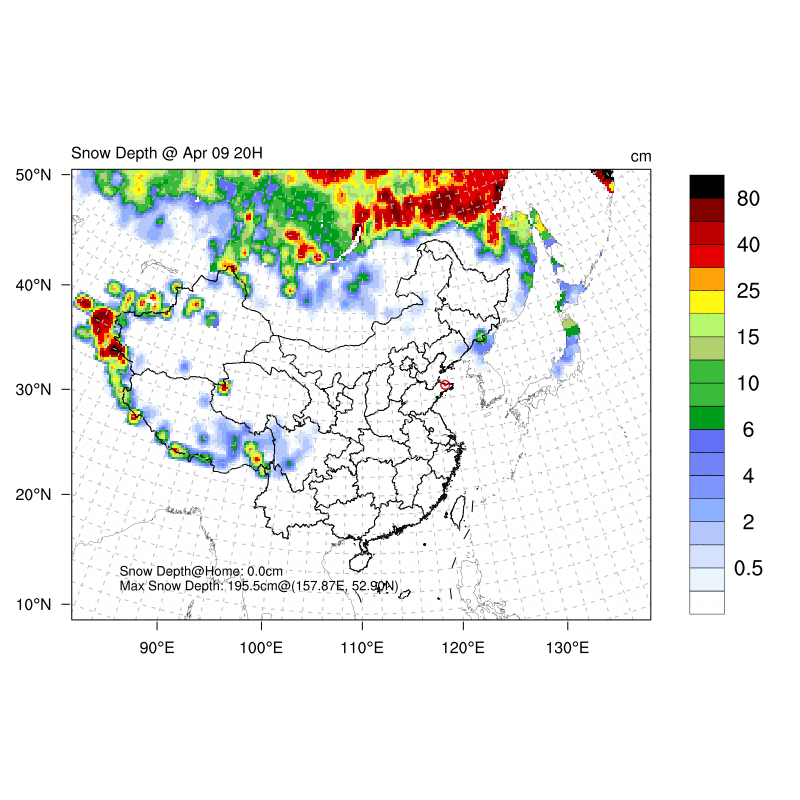 Snow Depth @ Apr 09 20H
cm
50°N
40°N
30°N
20°N
10°N
80
40
25
15
10
6
4
2
0.5
Snow Depth@Home: 0.0cm
Max Snow Depth: 195.5cm@(157.87E, 52.90N)
90°E
100°E
110°E
120°E
130°E